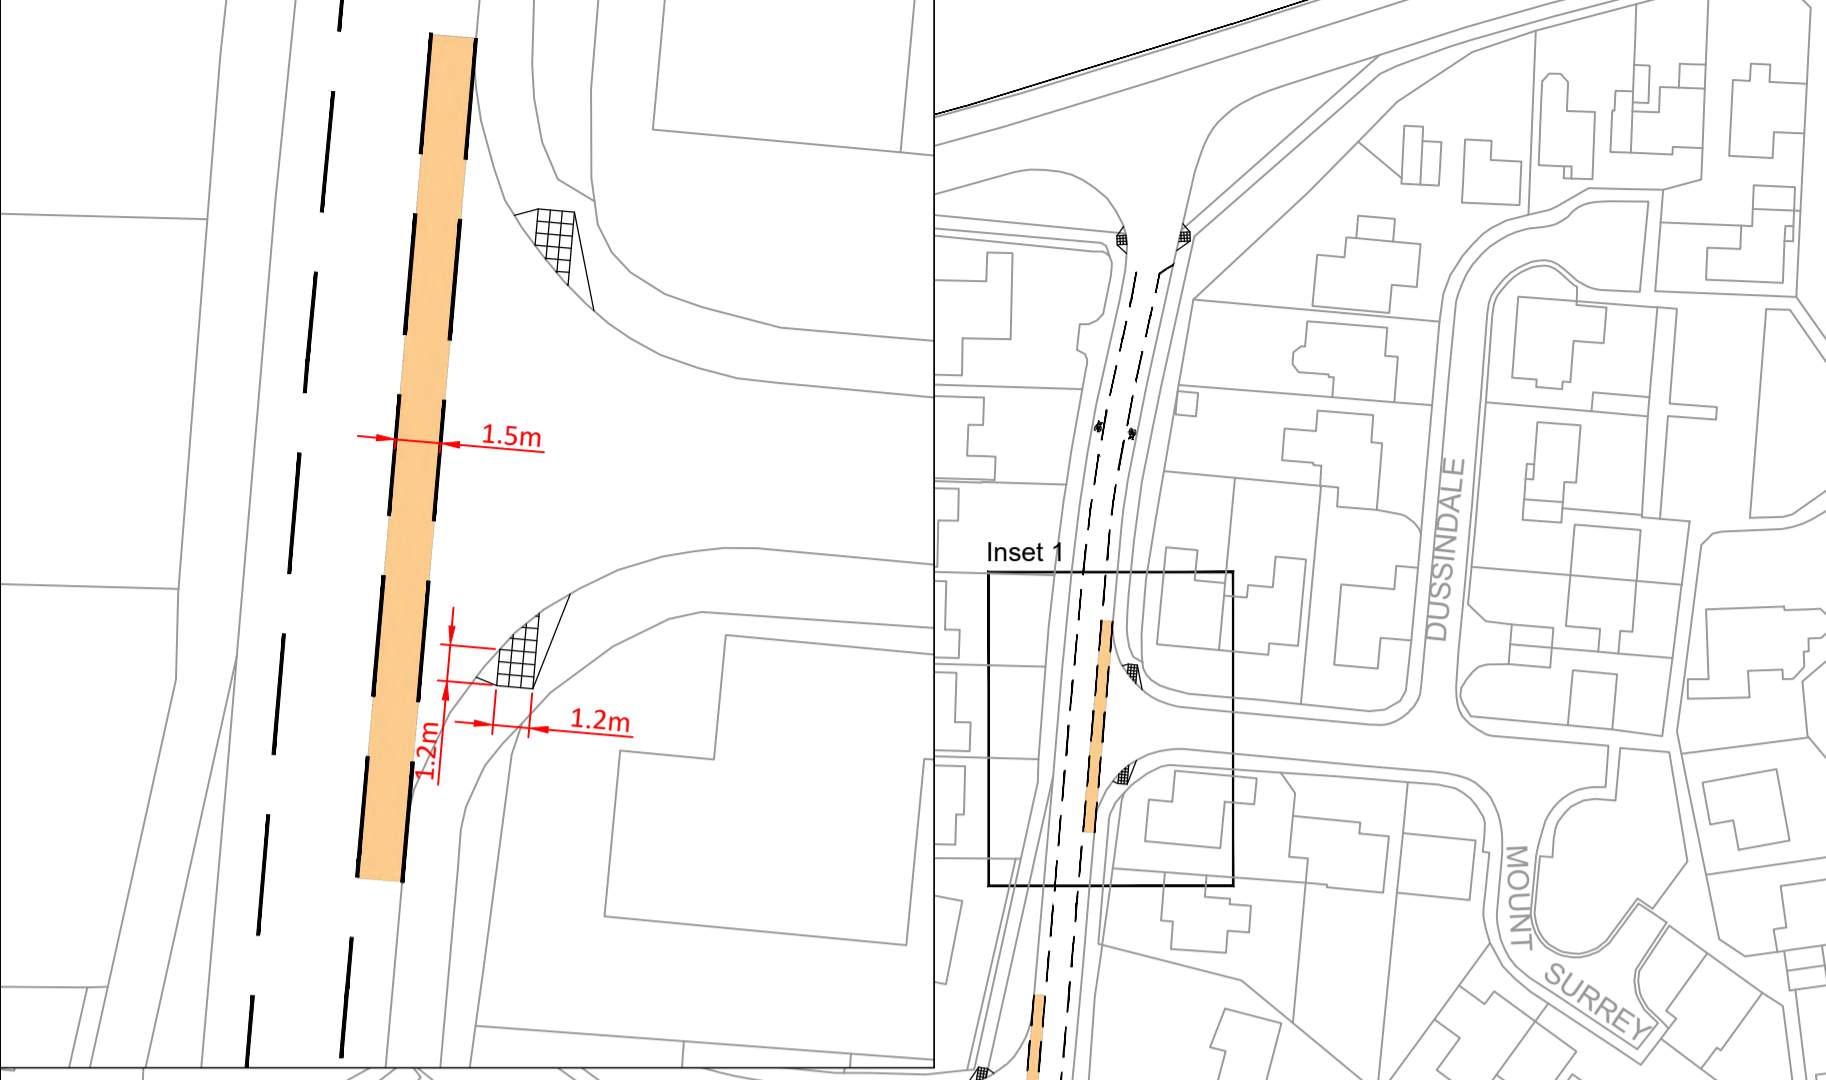 1.5m
1.2m
1.2m
Inset 1
DUSSINDALE
MOUNT
SURREY